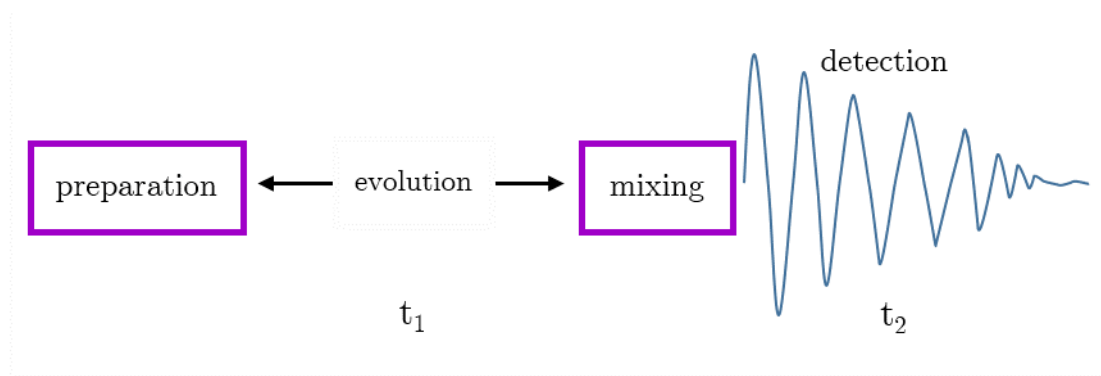 detection
preparation
evolution
mixing
t₁
t₂